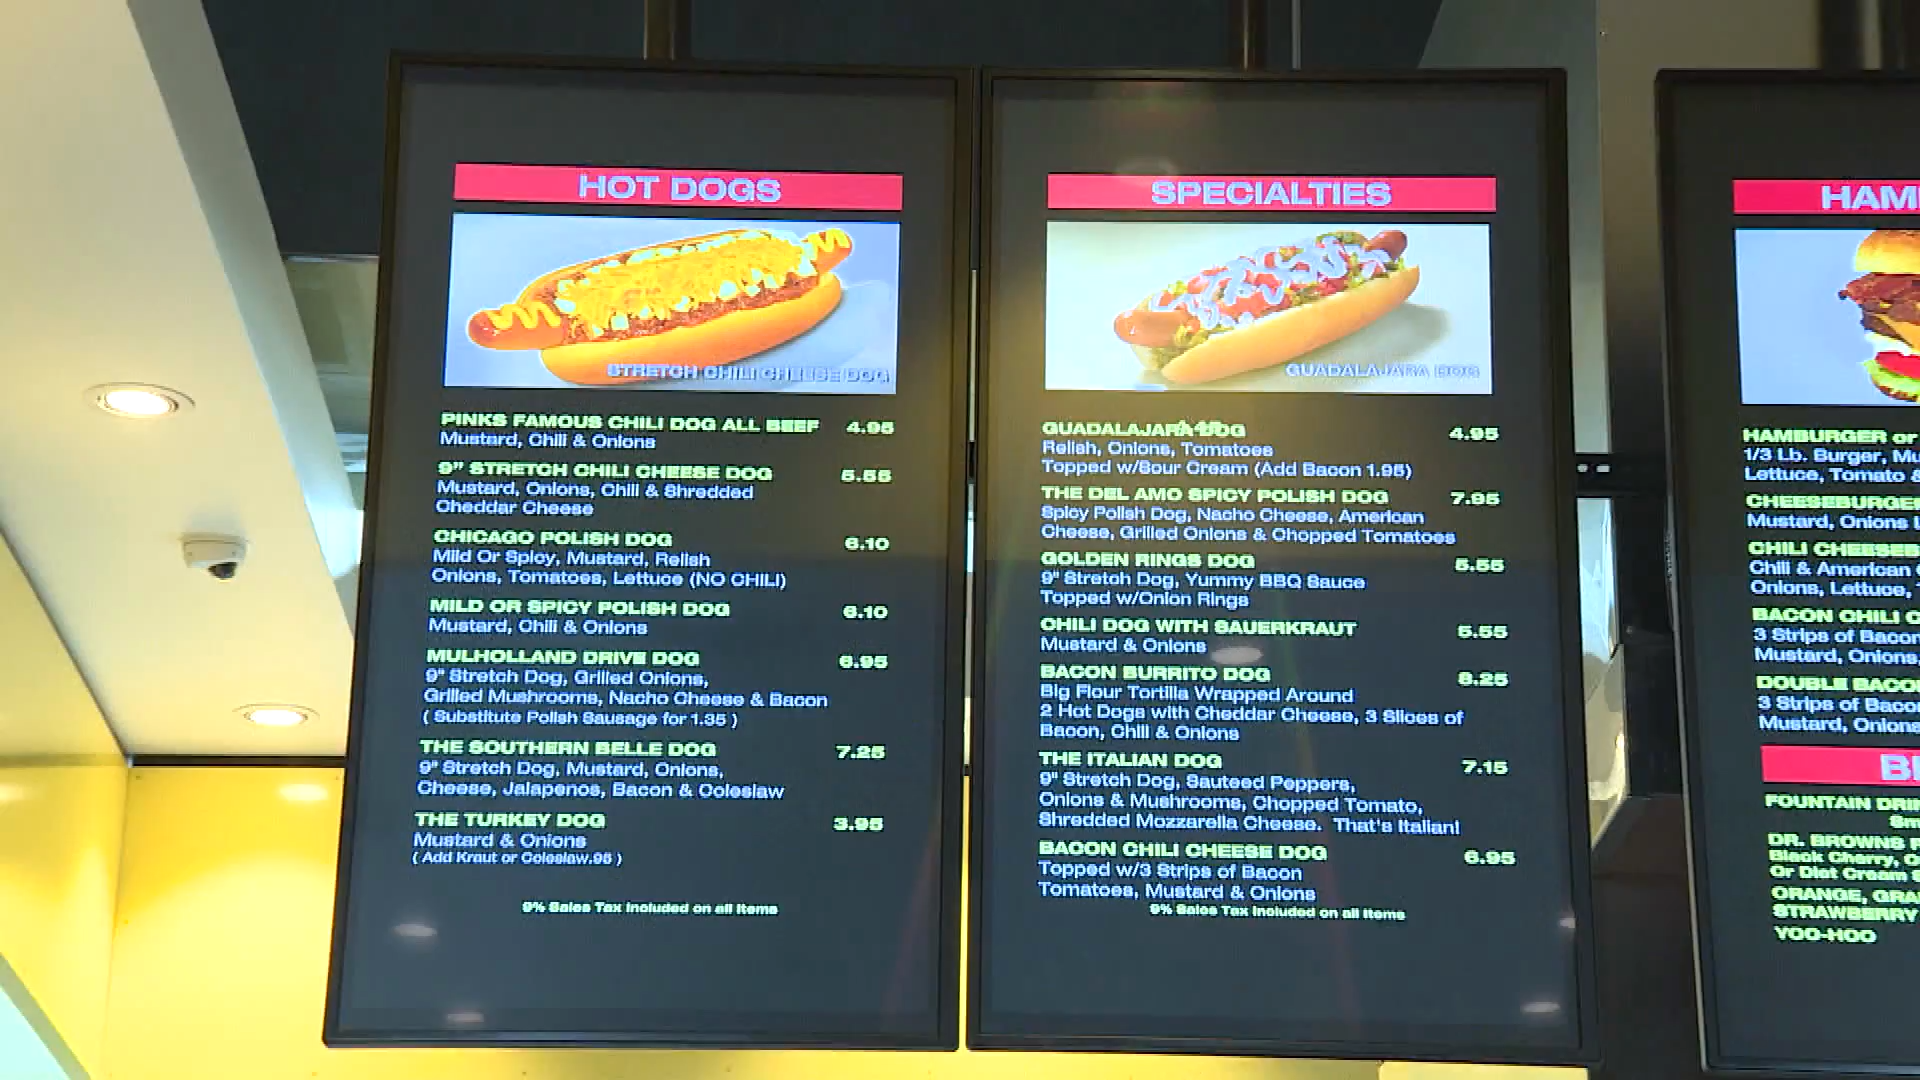 HOT DOGS
STRETCH CHILI CHEESE DOG
PINKS FAMOUS CHILI DOG ALL BEEF 4.95
Mustard, Chili & Onions
9" STRETCH CHILI CHEESE DOG 5.55
Mustard, Onions, Chili & Shredded
Cheddar Cheese
CHICAGO POLISH DOG 6.10
Mild Or Spicy, Mustard, Relish
Onions, Tomatoes, Lettuce (NO CHILI)
MILD OR SPICY POLISH DOG 6.10
Mustard, Chili & Onions
MULHOLLAND DRIVE DOG 6.95
9" Stretch Dog, Grilled Onions,
Grilled Mushrooms, Nacho Cheese & Bacon
( Substitute Polish Sausage for 1.35 )
THE SOUTHERN BELLE DOG 7.25
9" Stretch Dog, Mustard, Onions,
Cheese, Jalapenos, Bacon & Coleslaw
THE TURKEY DOG 3.95
Mustard & Onions
( Add Kraut or Coleslaw.95 )
9% Sales Tax included on all items
SPECIALTIES
GUADALAJARA DOG
GUADALAJARA DOG 4.95
Relish, Onions, Tomatoes
Topped w/Sour Cream (Add Bacon 1.95)
THE DEL AMO SPICY POLISH DOG 7.95
Spicy Polish Dog, Nacho Cheese, American
Cheese, Grilled Onions & Chopped Tomatoes
GOLDEN RINGS DOG 5.55
9" Stretch Dog, Yummy BBQ Sauce
Topped w/Onion Rings
CHILI DOG WITH SAUERKRAUT 5.55
Mustard & Onions
BACON BURRITO DOG 8.25
Big Flour Tortilla Wrapped Around
2 Hot Dogs with Cheddar Cheese, 3 Slices of
Bacon, Chili & Onions
THE ITALIAN DOG 7.15
9" Stretch Dog, Sauteed Peppers,
Onions & Mushrooms, Chopped Tomato,
Shredded Mozzarella Cheese. That's Italian!
BACON CHILI CHEESE DOG 6.95
Topped w/3 Strips of Bacon
Tomatoes, Mustard & Onions
9% Sales Tax included on all items
HAM
HAMBURGER or
1/3 Lb. Burger, Mu
Lettuce, Tomato &
CHEESEBURGE
Mustard, Onions L
CHILI CHEESEB
Chili & American
Onions, Lettuce,
BACON CHILI C
3 Strips of Bacon
Mustard, Onions,
DOUBLE BACO
3 Strips of Baco
Mustard, Onions
FOUNTAIN DRI
Sm
DR. BROWNS
Black Cherry,
Or Diet Cream
ORANGE, GRA
STRAWBERRY
YOO-HOO